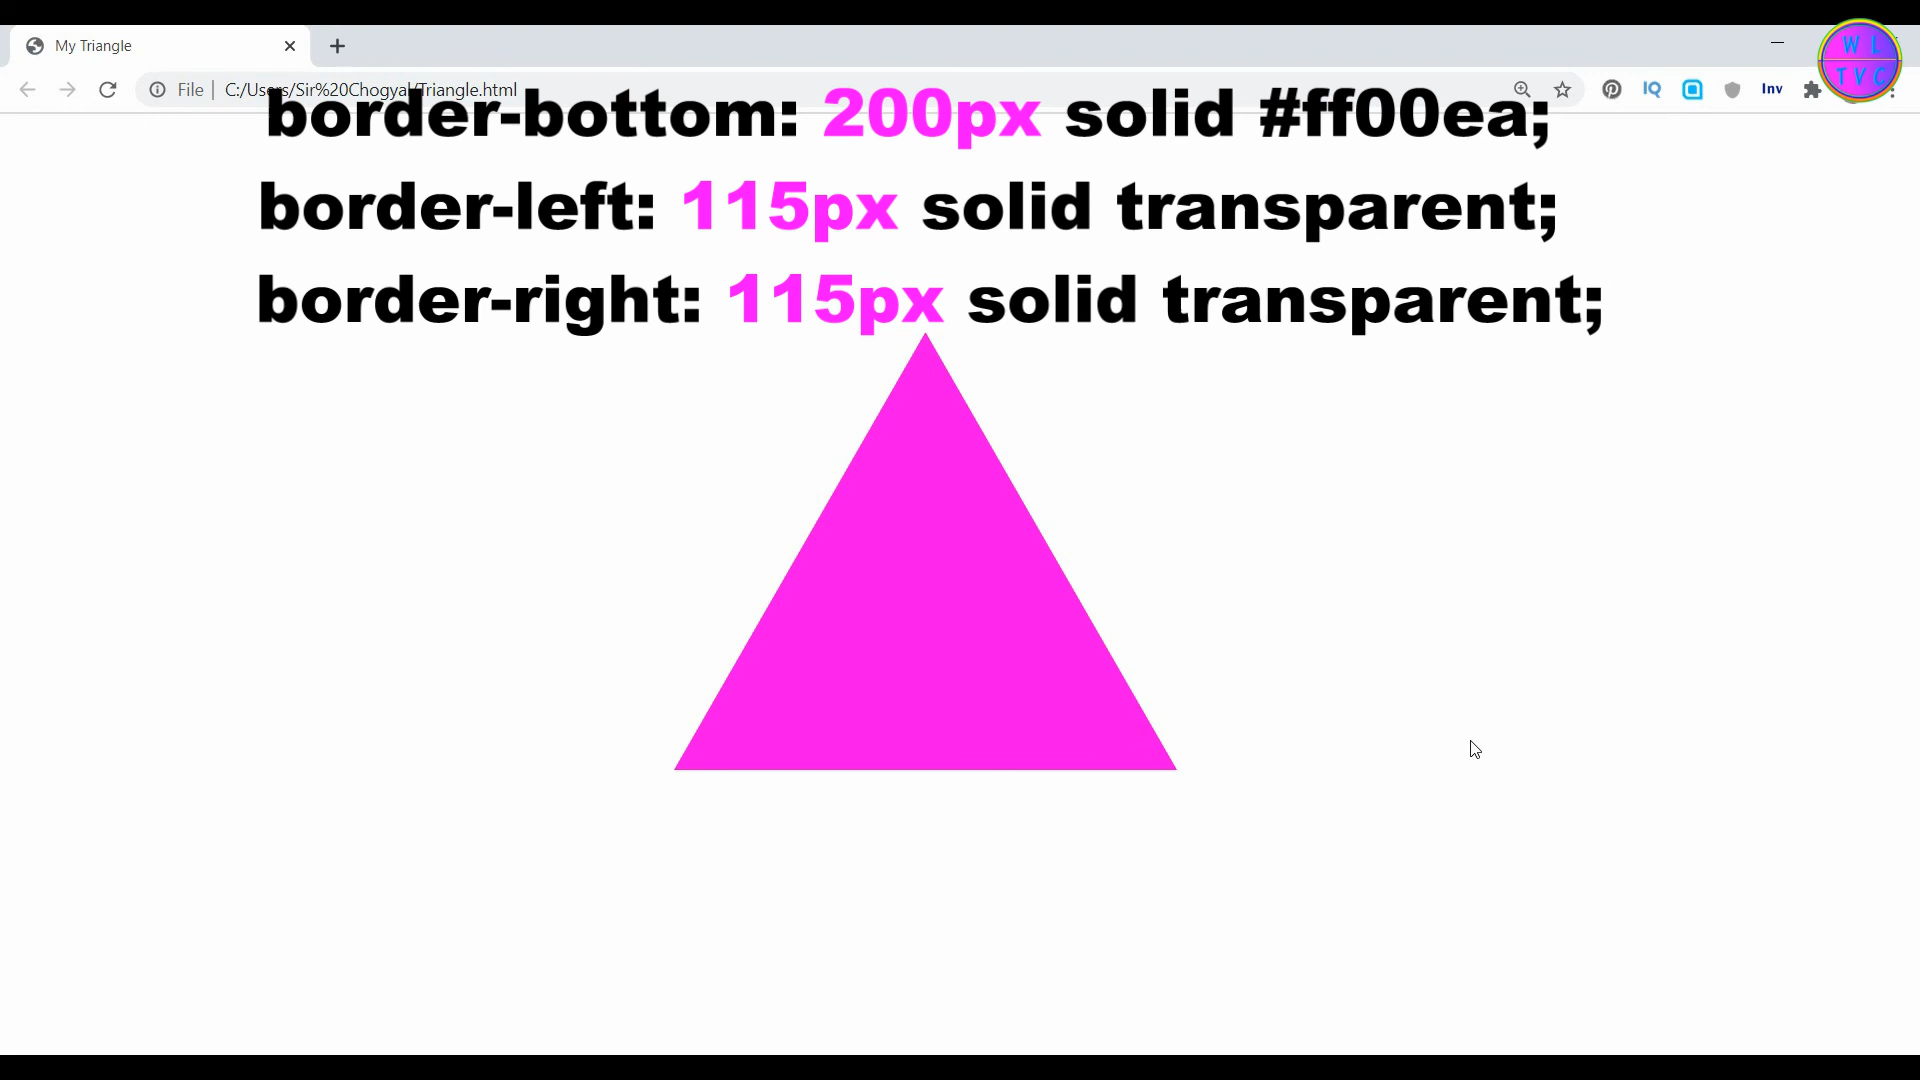 My Triangle
W L
T V C
File | C:/Users/Sir%20Chogyal/Triangle.html
IQ
Inv
border-bottom: 200px solid #ff00ea;
border-left: 115px solid transparent;
border-right: 115px solid transparent;